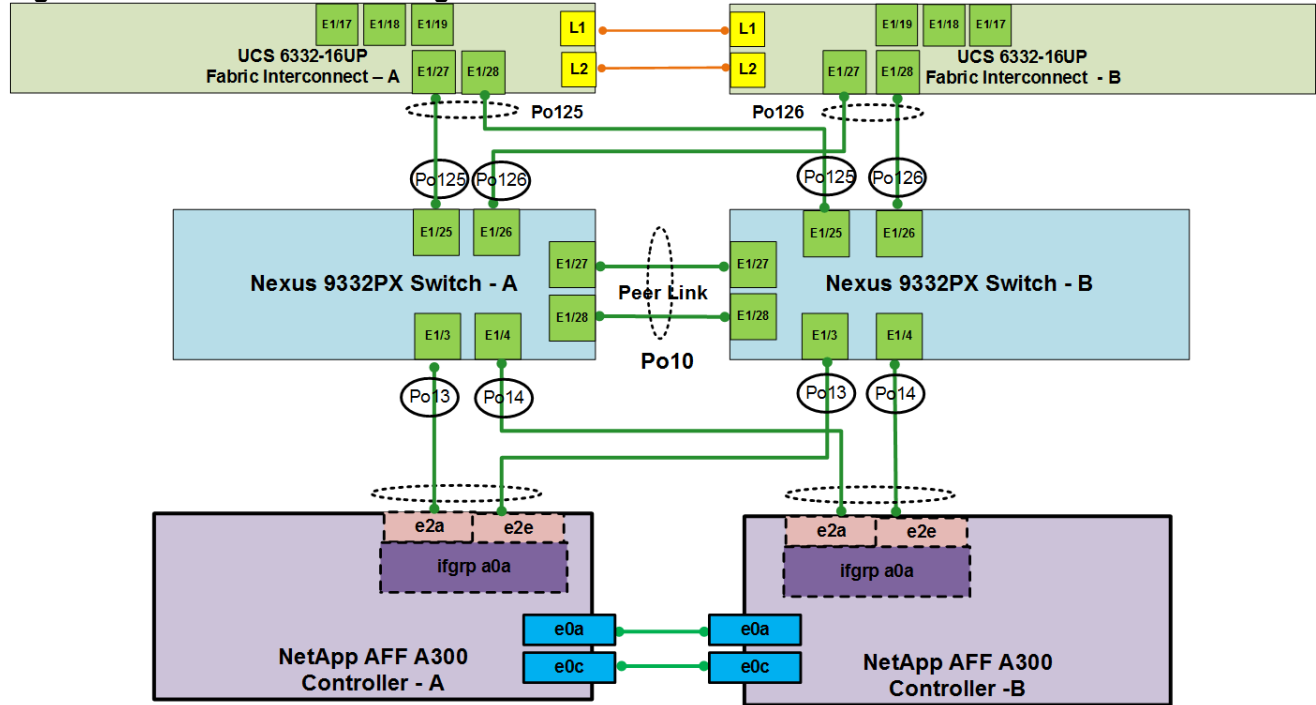 E1/17 E1/18 E1/19
L1
L1
E1/19 E1/18 E1/17
UCS 6332-16UP
Fabric Interconnect – A
E1/27 E1/28
L2
L2
E1/27 E1/28
UCS 6332-16UP
Fabric Interconnect - B
Po125
Po126
Po125
Po126
Po125
Po126
E1/25 E1/26
E1/25 E1/26
Nexus 9332PX Switch - A
E1/27
E1/27
Nexus 9332PX Switch - B
Peer Link
E1/28
E1/28
E1/3 E1/4
E1/3 E1/4
Po10
Po13
Po14
Po13
Po14
e2a e2e
e2a e2e
ifgrp a0a
ifgrp a0a
e0a
e0a
e0c
e0c
NetApp AFF A300
Controller - A
NetApp AFF A300
Controller -B